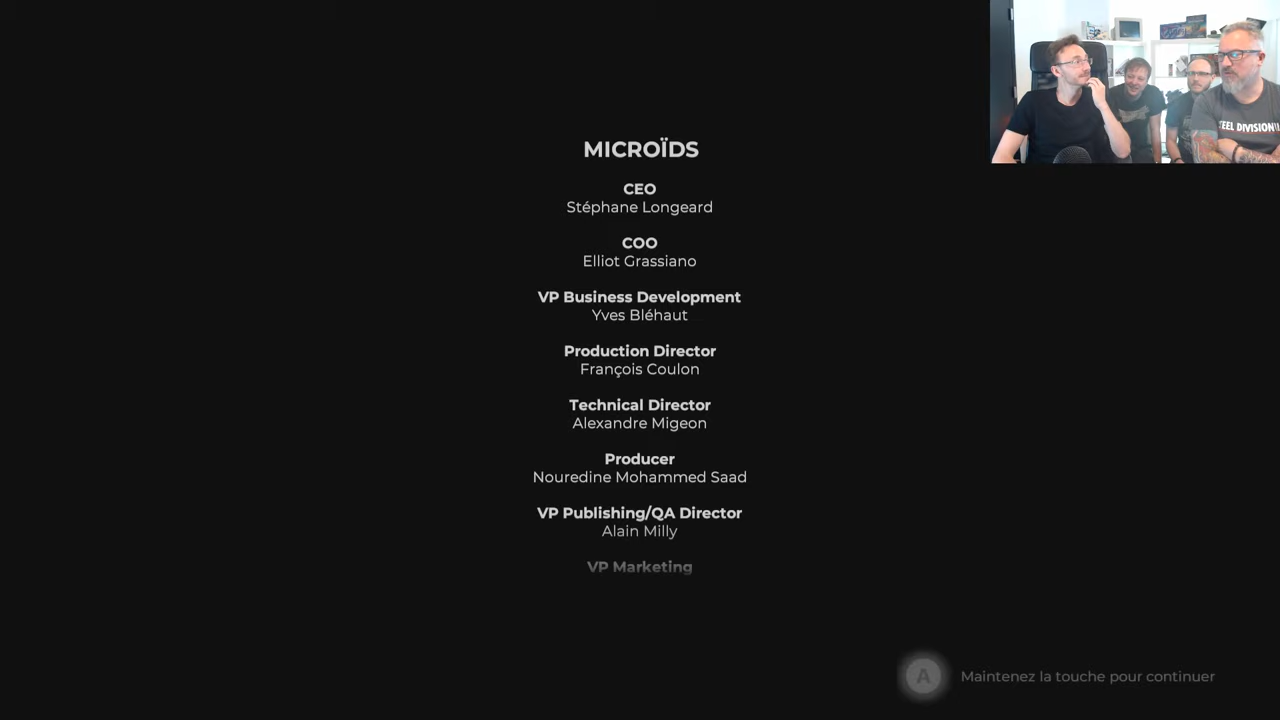 MICROÏDS
CEO
Stéphane Longeard
COO
Elliot Grassiano
VP Business Development
Yves Bléhaut
Production Director
François Coulon
Technical Director
Alexandre Migeon
Producer
Nouredine Mohammed Saad
VP Publishing/QA Director
Alain Milly
VP Marketing
A Maintenez la touche pour continuer
DIVISION